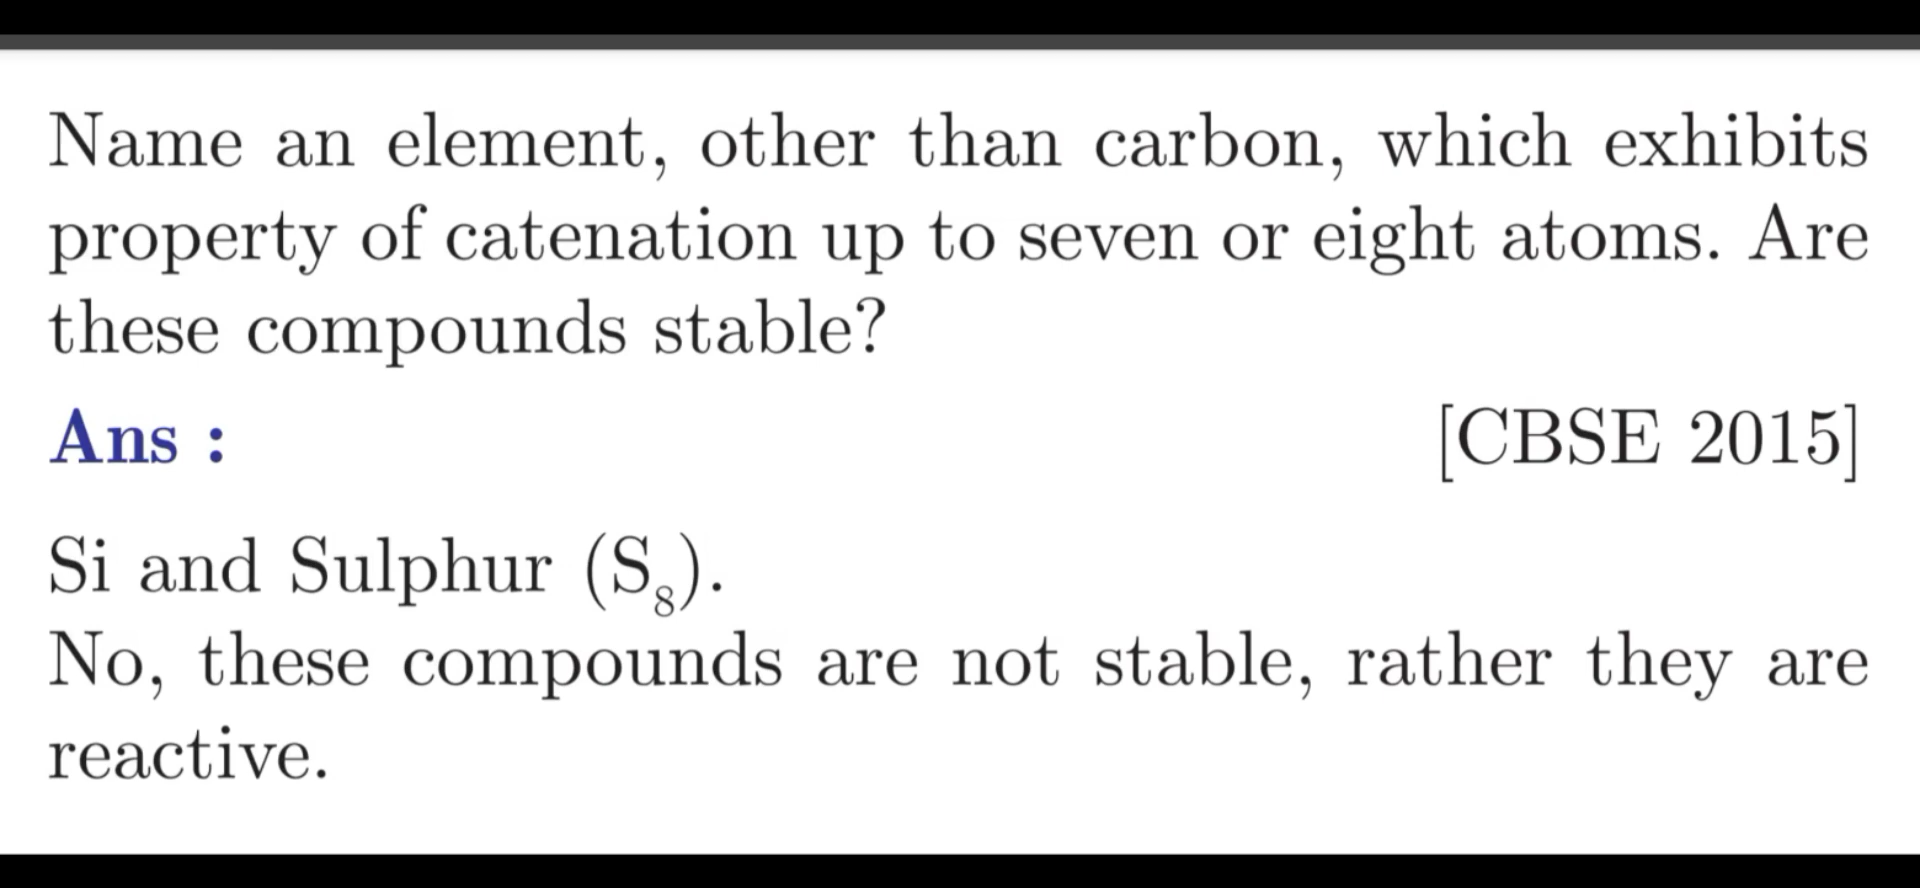 Name an element, other than carbon, which exhibits
property of catenation up to seven or eight atoms. Are
these compounds stable?
Ans : [CBSE 2015]
Si and Sulphur (S₈).
No, these compounds are not stable, rather they are
reactive.